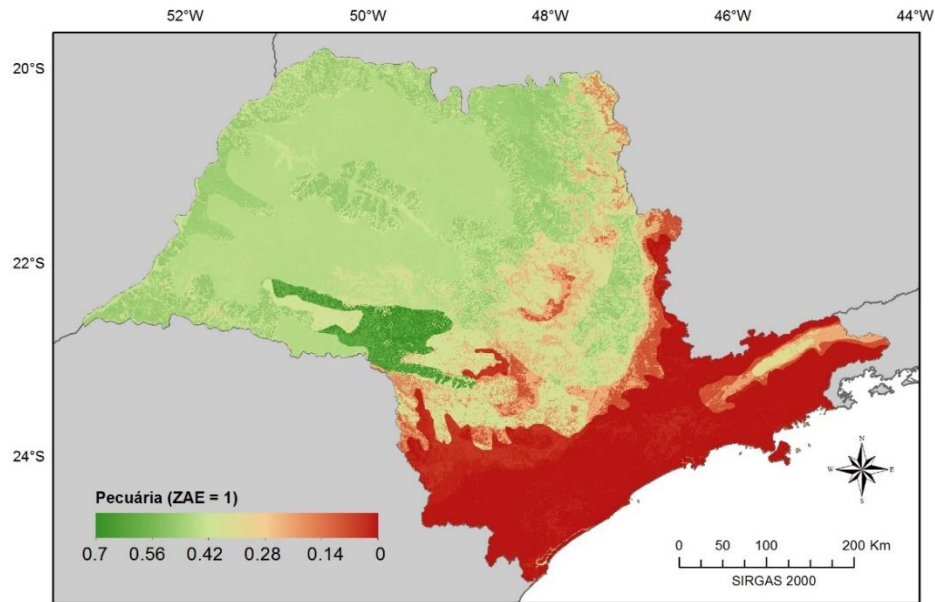 52°W 50°W 48°W 46°W 44°W
20°S
22°S
24°S
N
W E
S
Pecuária (ZAE = 1)
0.7 0.56 0.42 0.28 0.14 0
0 50 100 200 Km
SIRGAS 2000